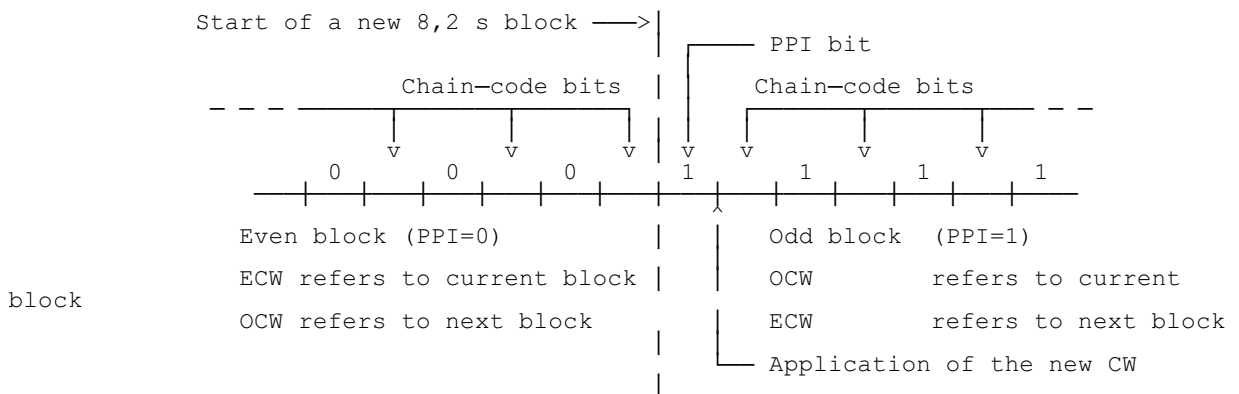 Start of a new 8,2 s block
PPI bit
Chain—code bits Chain—code bits
v v v v v v v
0 0 0 1 1 1 1
Even block (PPI=0) Odd block (PPI=1)
ECW refers to current block OCW refers to current
block
OCW refers to next block ECW refers to next block
Application of the new CW